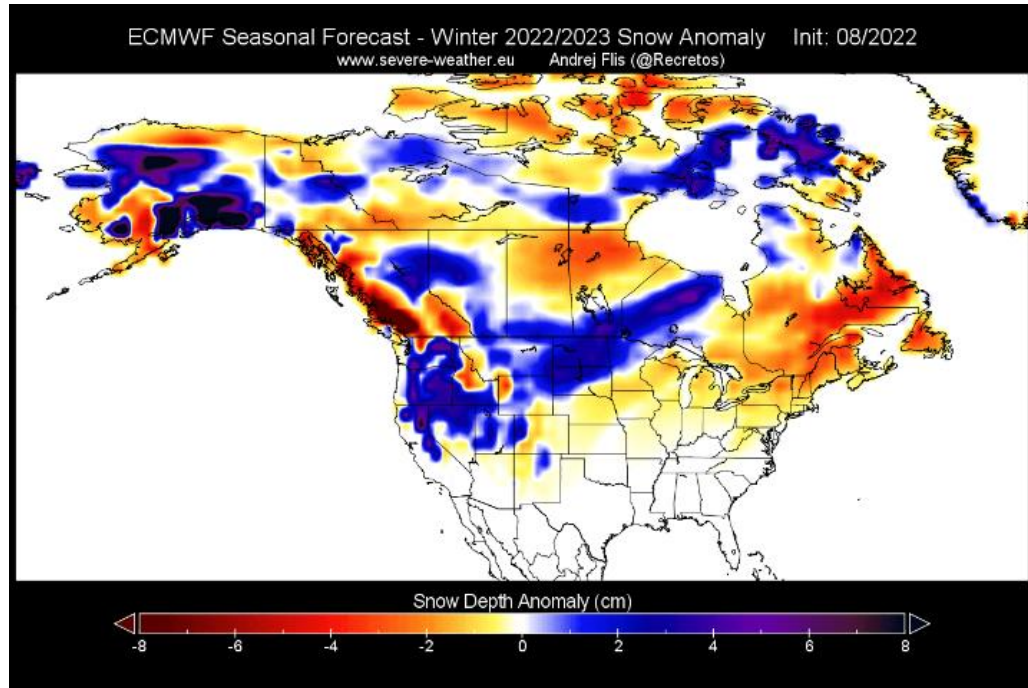 ECMWF Seasonal Forecast - Winter 2022/2023 Snow Anomaly Init: 08/2022
www.severe-weather.eu Andrej Flis (@Recretos)
Snow Depth Anomaly (cm)
-8 -6 -4 -2 0 2 4 6 8